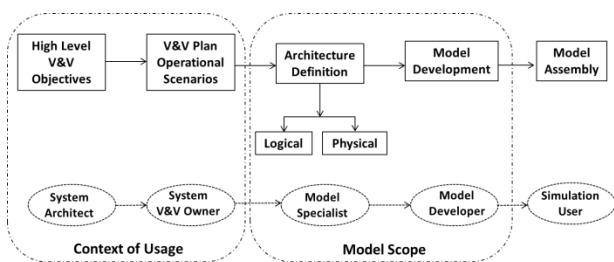 High Level
V&V
Objectives
V&V Plan
Operational
Scenarios
Architecture
Definition
Model
Development
Model
Assembly
Logical
Physical
System
Architect
System
V&V Owner
Model
Specialist
Model
Developer
Simulation
User
Context of Usage
Model Scope